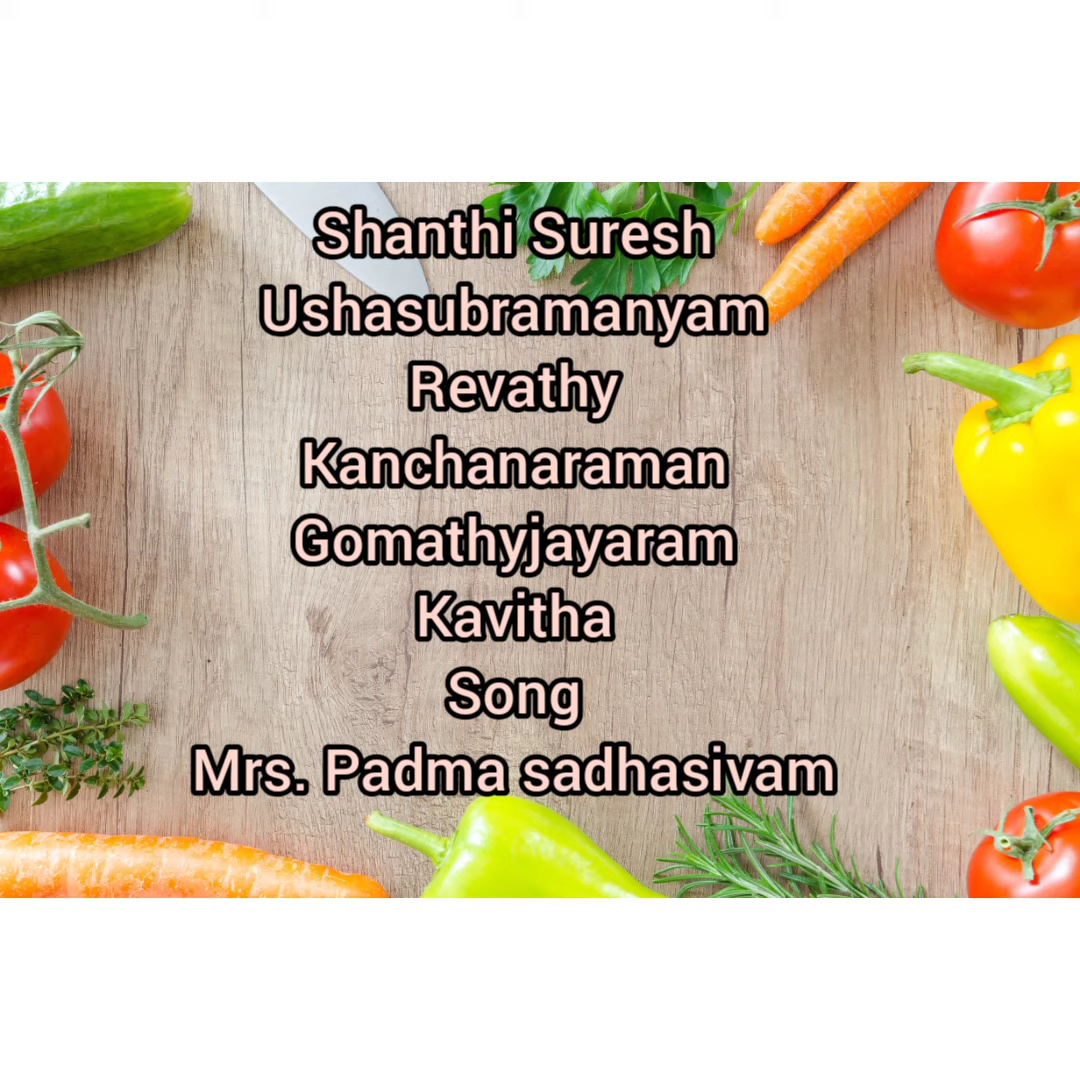 Shanthi Suresh
Ushasubramanyam
Revathy
Kanchanaraman
Gomathyjayaram
Kavitha
Song
Mrs. Padma sadhasivam